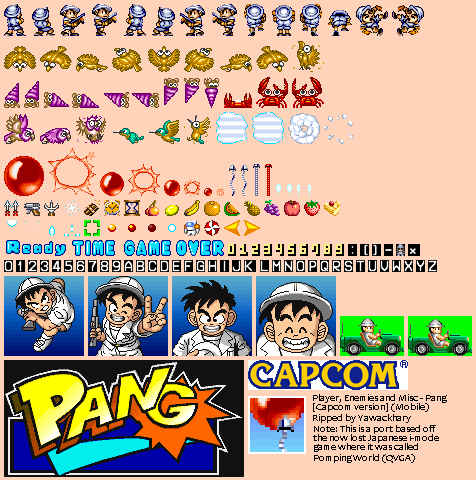 Ready TIME GAME OVER 0123456789:()-×
0123456789ABCDEFGHIJKLMNOPQRSTUVWXYZ
PANG
CAPCOM®
Player, Enemies and Misc - Pang
[Capcom version] (Mobile)
Ripped by Yawackhary
Note: This is a port based off
the now lost Japanese i-mode
game where it was called
Pomping World (QVGA)